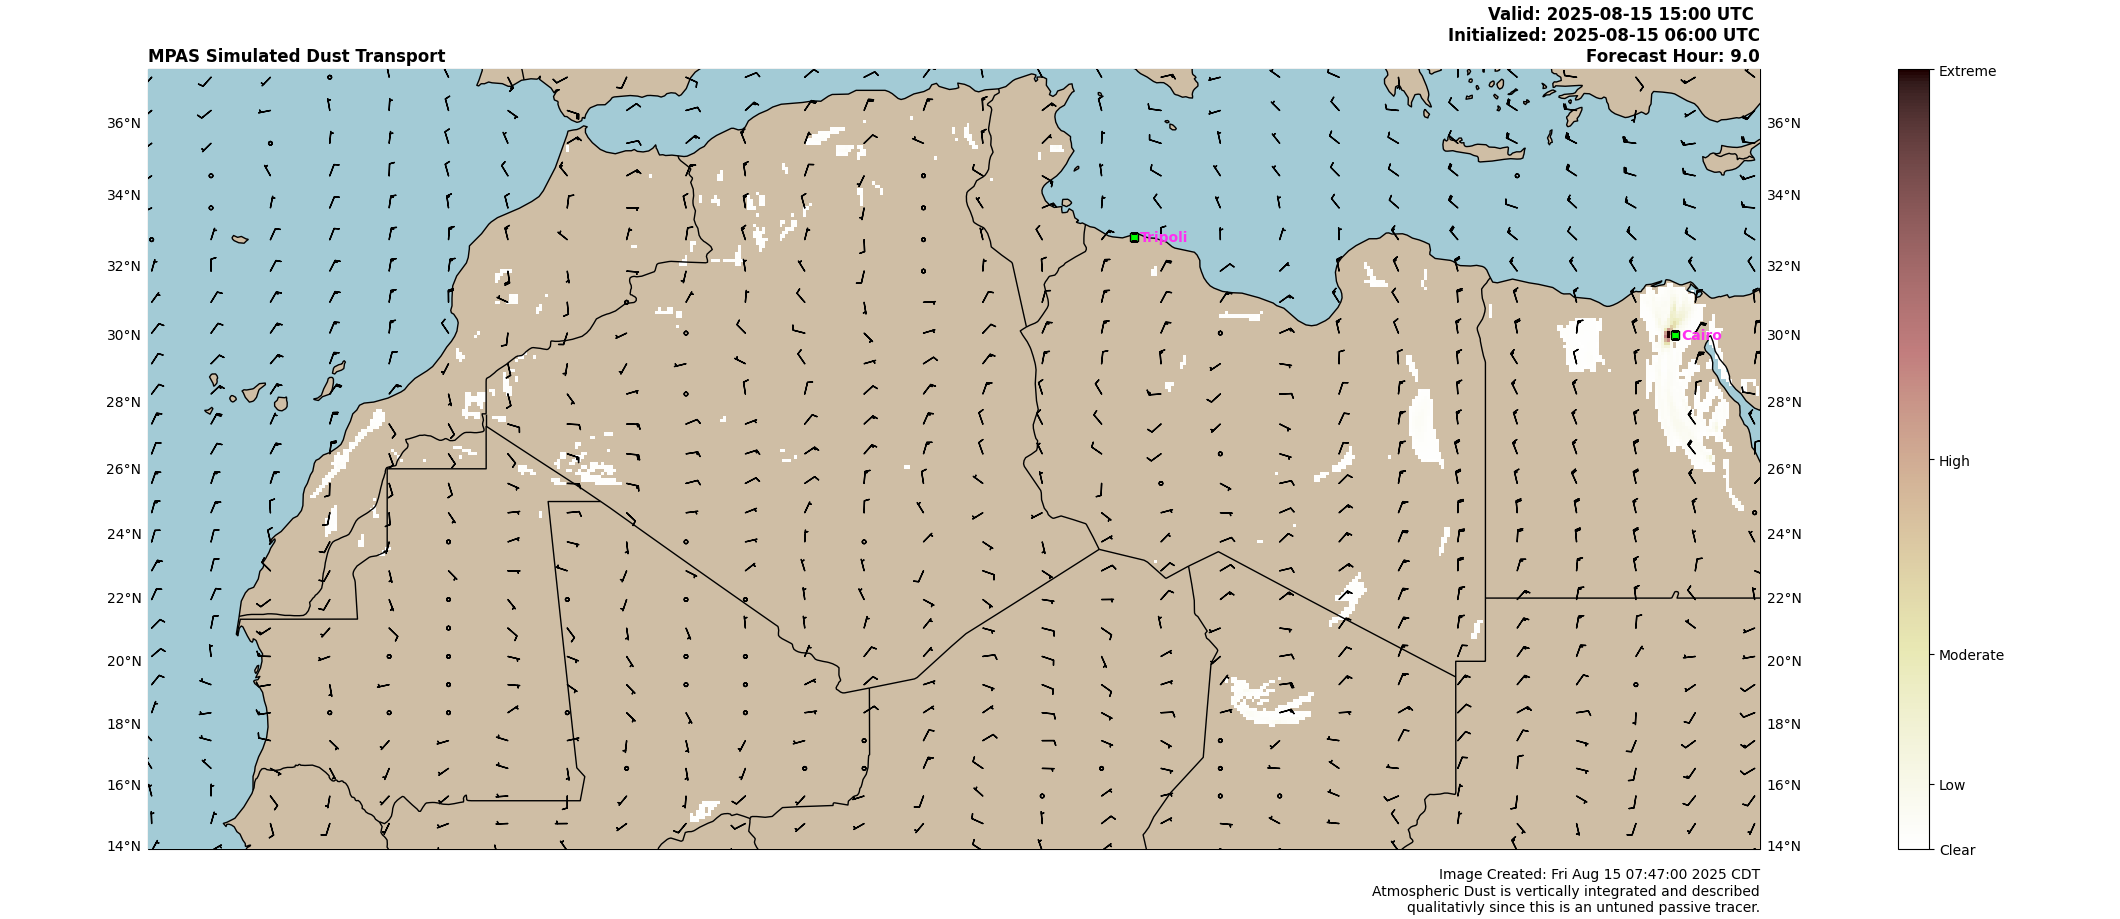 Valid: 2025-08-15 15:00 UTC
Initialized: 2025-08-15 06:00 UTC
MPAS Simulated Dust Transport
Forecast Hour: 9.0
Extreme
36°N
36°N
34°N
34°N
Tripoli
32°N
32°N
30°N
Cairo
30°N
28°N
28°N
High
26°N
26°N
24°N
24°N
22°N
22°N
20°N
20°N
Moderate
18°N
18°N
16°N
16°N
Low
14°N
14°N
Clear
Image Created: Fri Aug 15 07:47:00 2025 CDT
Atmospheric Dust is vertically integrated and described
qualitativly since this is an untuned passive tracer.